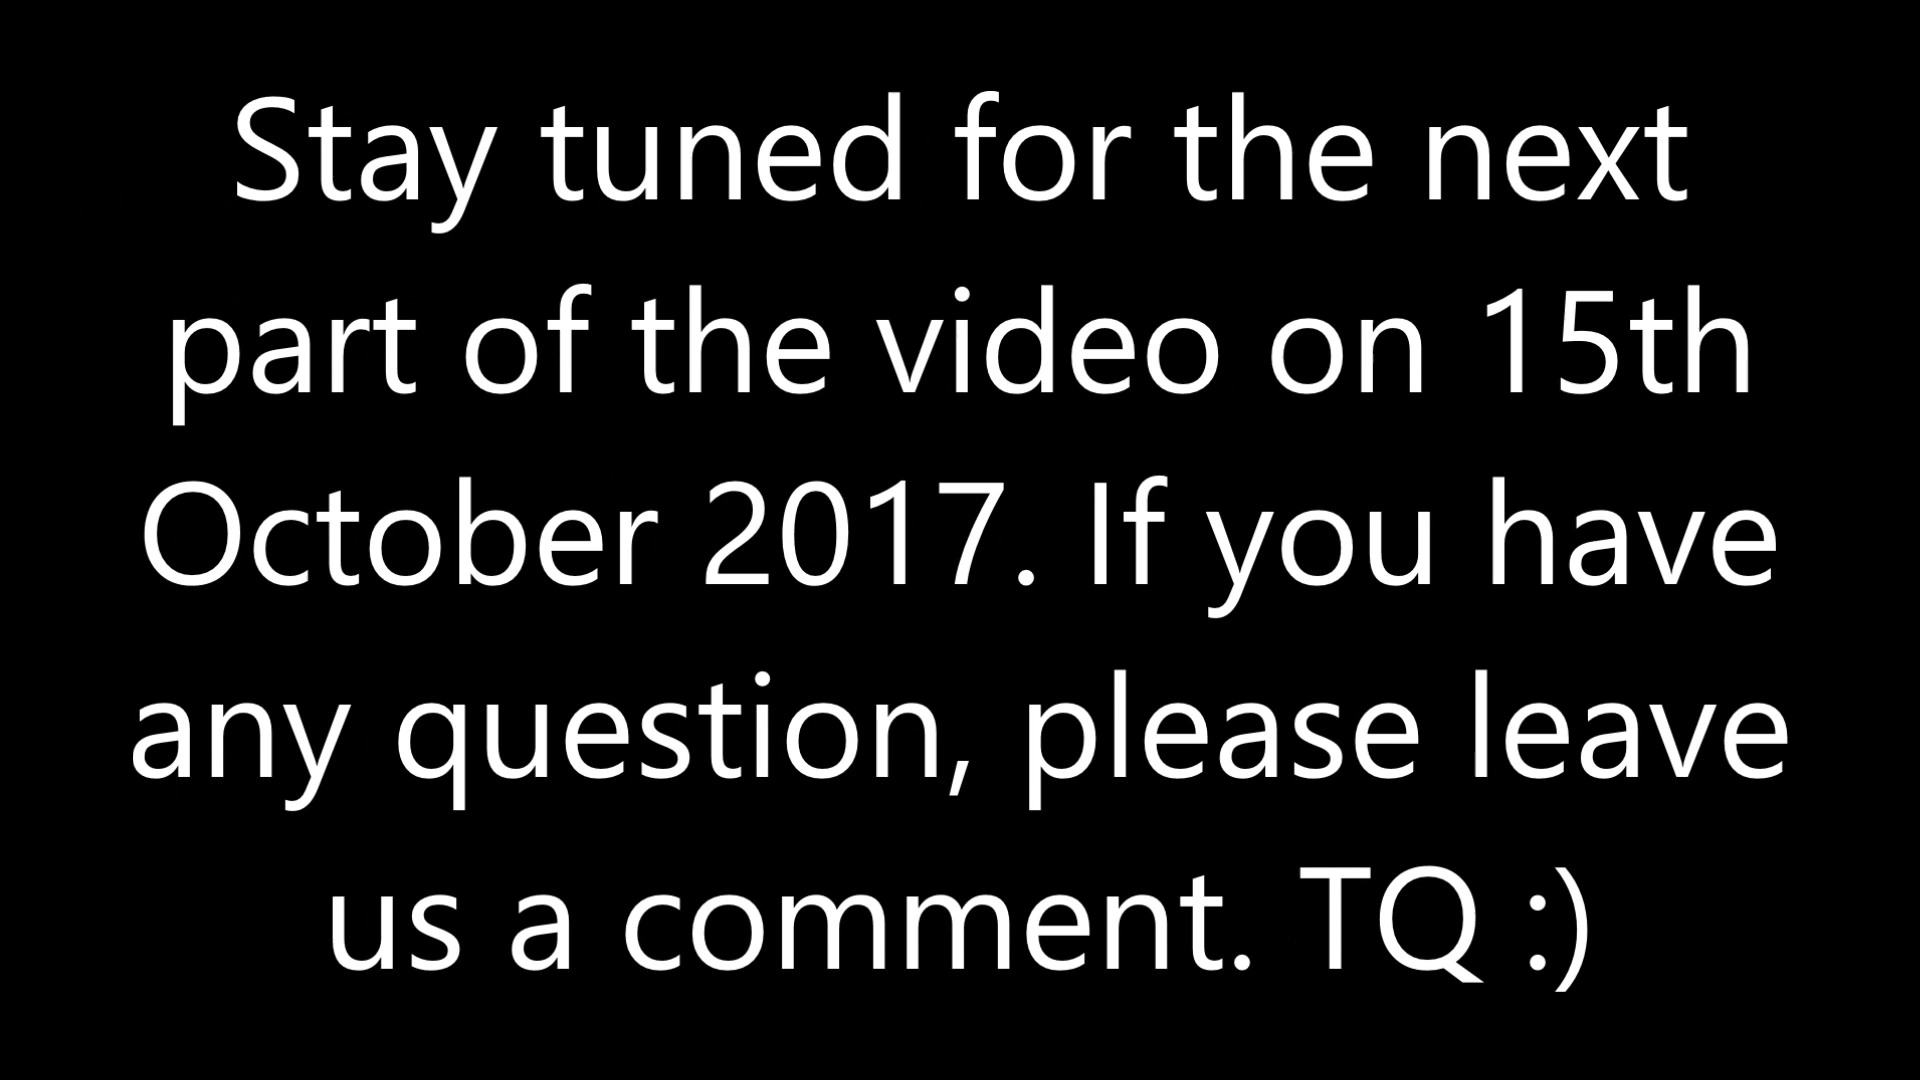 Stay tuned for the next
part of the video on 15th
October 2017. If you have
any question, please leave
us a comment. TQ :)